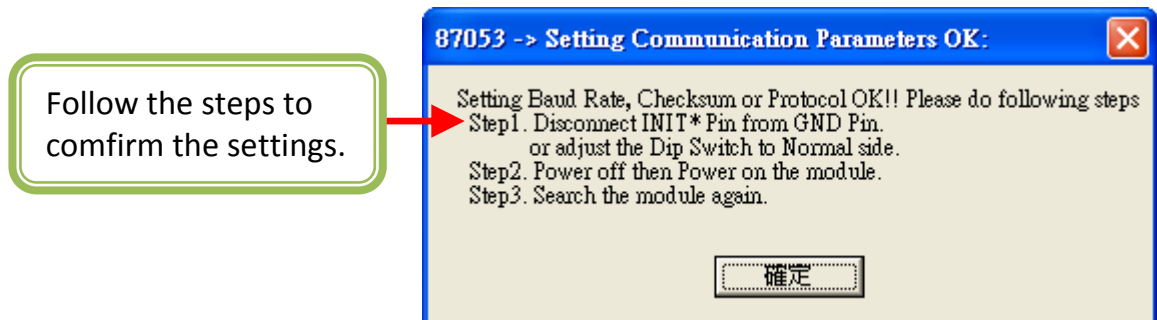 87053 -> Setting Communication Parameters OK:
Follow the steps to
comfirm the settings.
Setting Baud Rate, Checksum or Protocol OK!! Please do following steps
Step1. Disconnect INIT* Pin from GND Pin.
or adjust the Dip Switch to Normal side.
Step2. Power off then Power on the module.
Step3. Search the module again.
確定